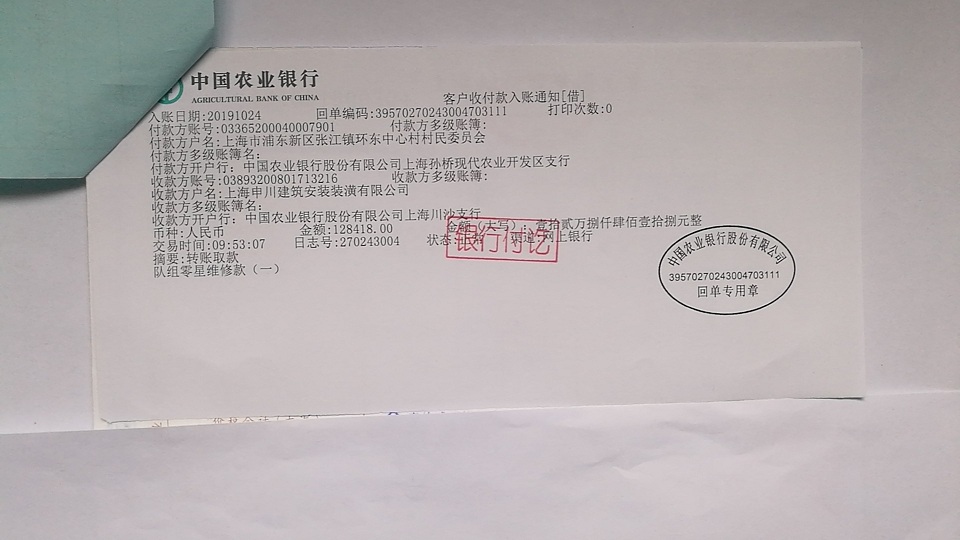 中国农业银行
AGRICULTURAL BANK OF CHINA
客户收付款入账通知[借]
入账日期:20191024 回单编码:39570270243004703111 打印次数:0
付款方账号:03365200040007901 付款方多级账簿:
付款方户名:上海市浦东新区张江镇环东中心村村民委员会
付款方多级账簿名:
付款方开户行: 中国农业银行股份有限公司上海孙桥现代农业开发区支行
收款方账号:03893200801713216 收款方多级账簿:
收款方户名:上海申川建筑安装装潢有限公司
收款方多级账簿名:
收款方开户行: 中国农业银行股份有限公司上海川沙支行
币种:人民币 金额:128418.00 金额(大写): 壹拾贰万捌仟肆佰壹拾捌元整
交易时间:09:53:07 日志号:270243004 状态: 渠道:网上银行
摘要:转账取款
队组零星维修款（一）
银行付讫
中国农业银行股份有限公司
39570270243004703111
回单专用章